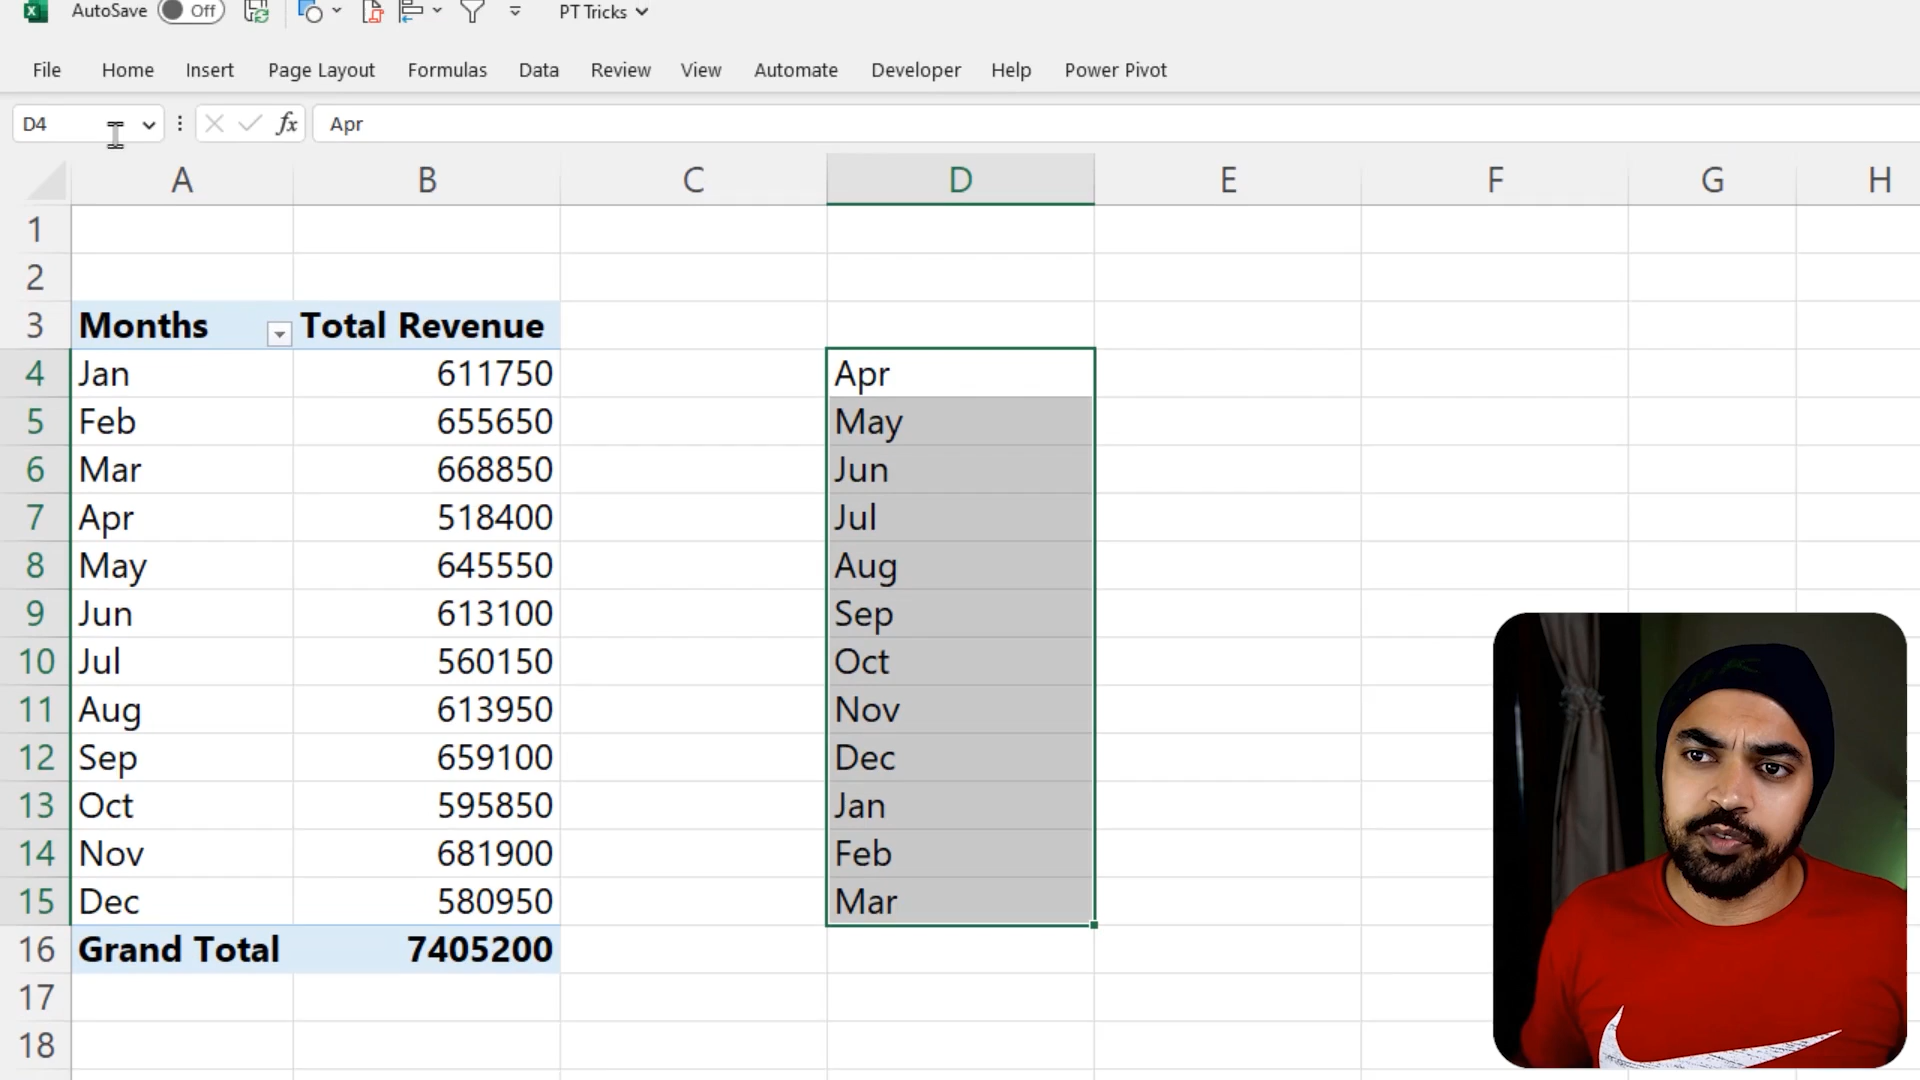 AutoSave Off PT Tricks
File Home Insert Page Layout Formulas Data Review View Automate Developer Help Power Pivot
D4 fx Apr
A B C D E F G H
1
2
3 Months Total Revenue
4 Jan 611750 Apr
5 Feb 655650 May
6 Mar 668850 Jun
7 Apr 518400 Jul
8 May 645550 Aug
9 Jun 613100 Sep
10 Jul 560150 Oct
11 Aug 613950 Nov
12 Sep 659100 Dec
13 Oct 595850 Jan
14 Nov 681900 Feb
15 Dec 580950 Mar
16 Grand Total 7405200
17
18